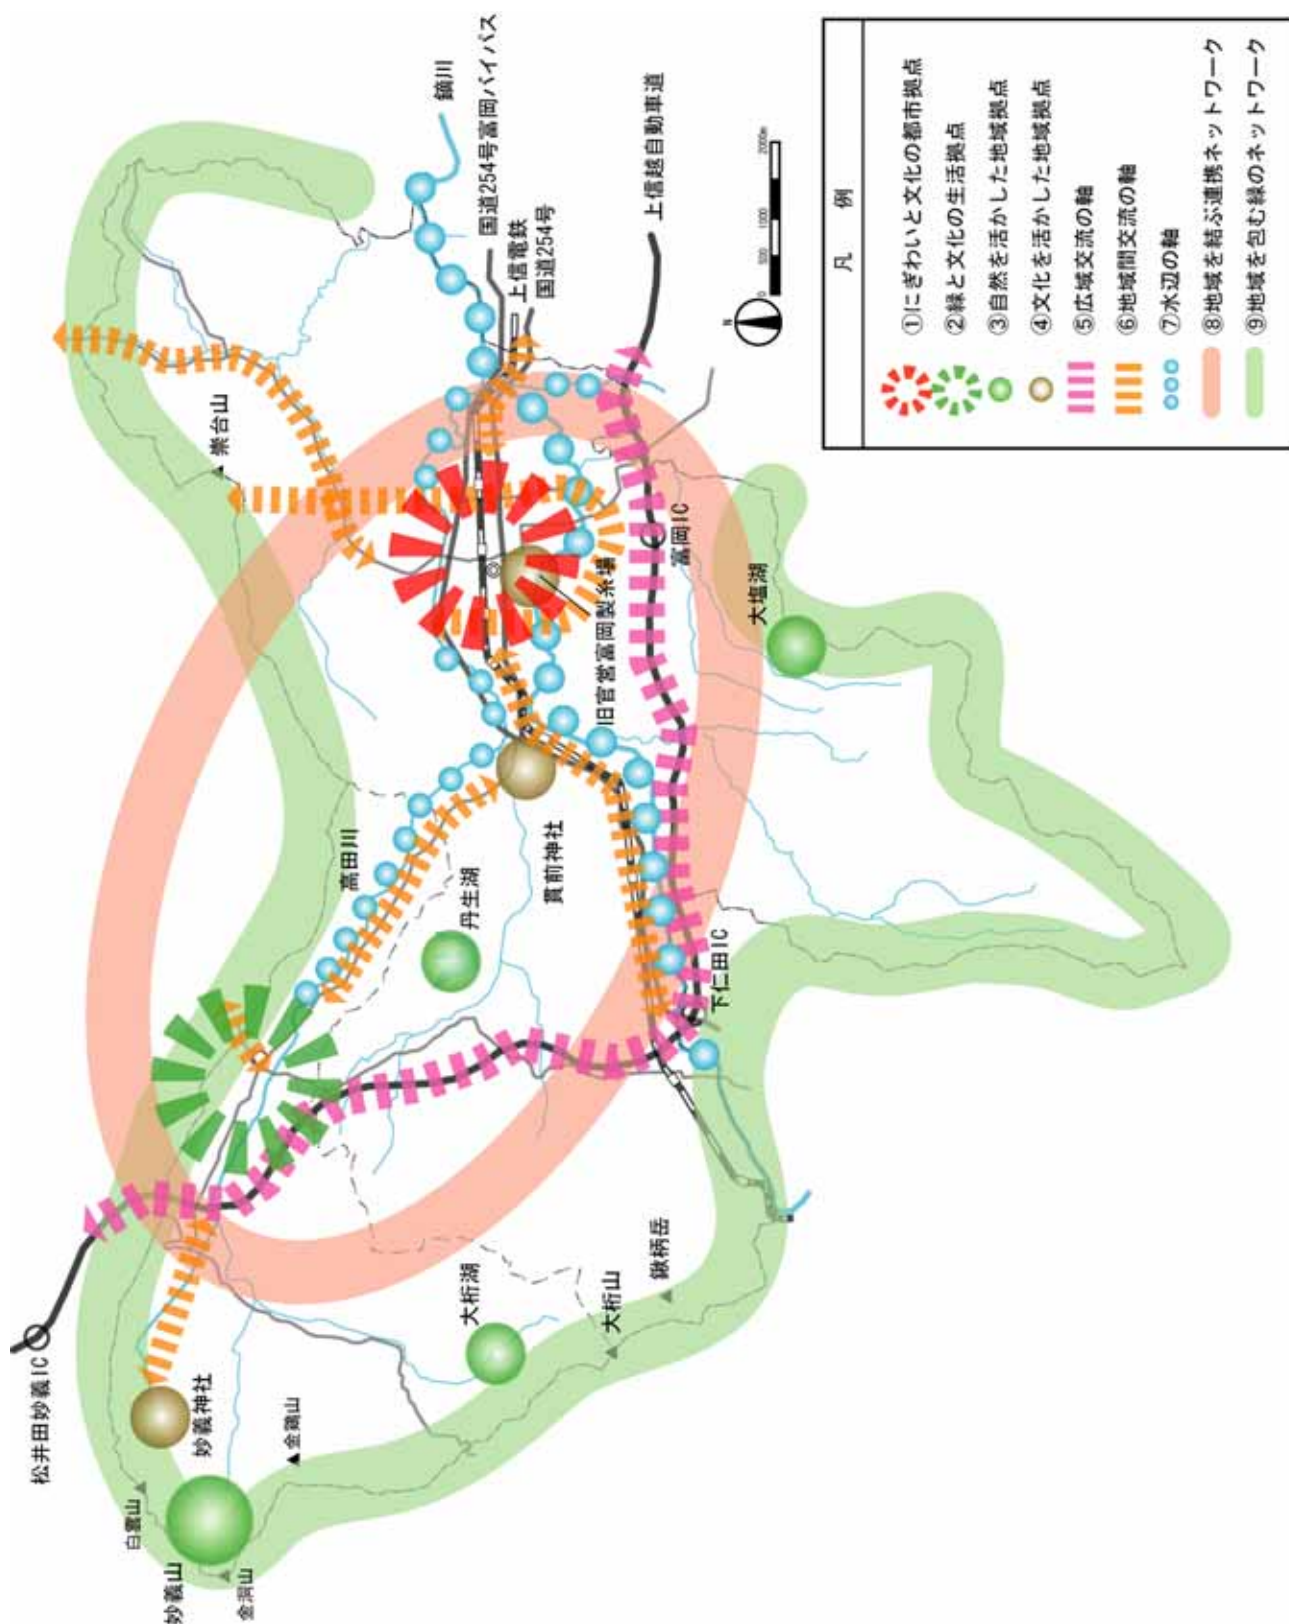 松井田妙義IC
白雲山
妙義山
金洞山
妙義神社
金鶏山
大桁湖
大桁山
鍬柄岳
高田川
丹生湖
貫前神社
下仁田IC
崇台山
旧官営富岡製糸場
富岡IC
大塩湖
鏑川
国道254号富岡バイパス
上信電鉄
国道254号
上信越自動車道
N
0 500 1000 2000m
凡 例
①にぎわいと文化の都市拠点
②緑と文化の生活拠点
③自然を活かした地域拠点
④文化を活かした地域拠点
⑤広域交流の軸
⑥地域間交流の軸
⑦水辺の軸
⑧地域を結ぶ連携ネットワーク
⑨地域を包む緑のネットワーク